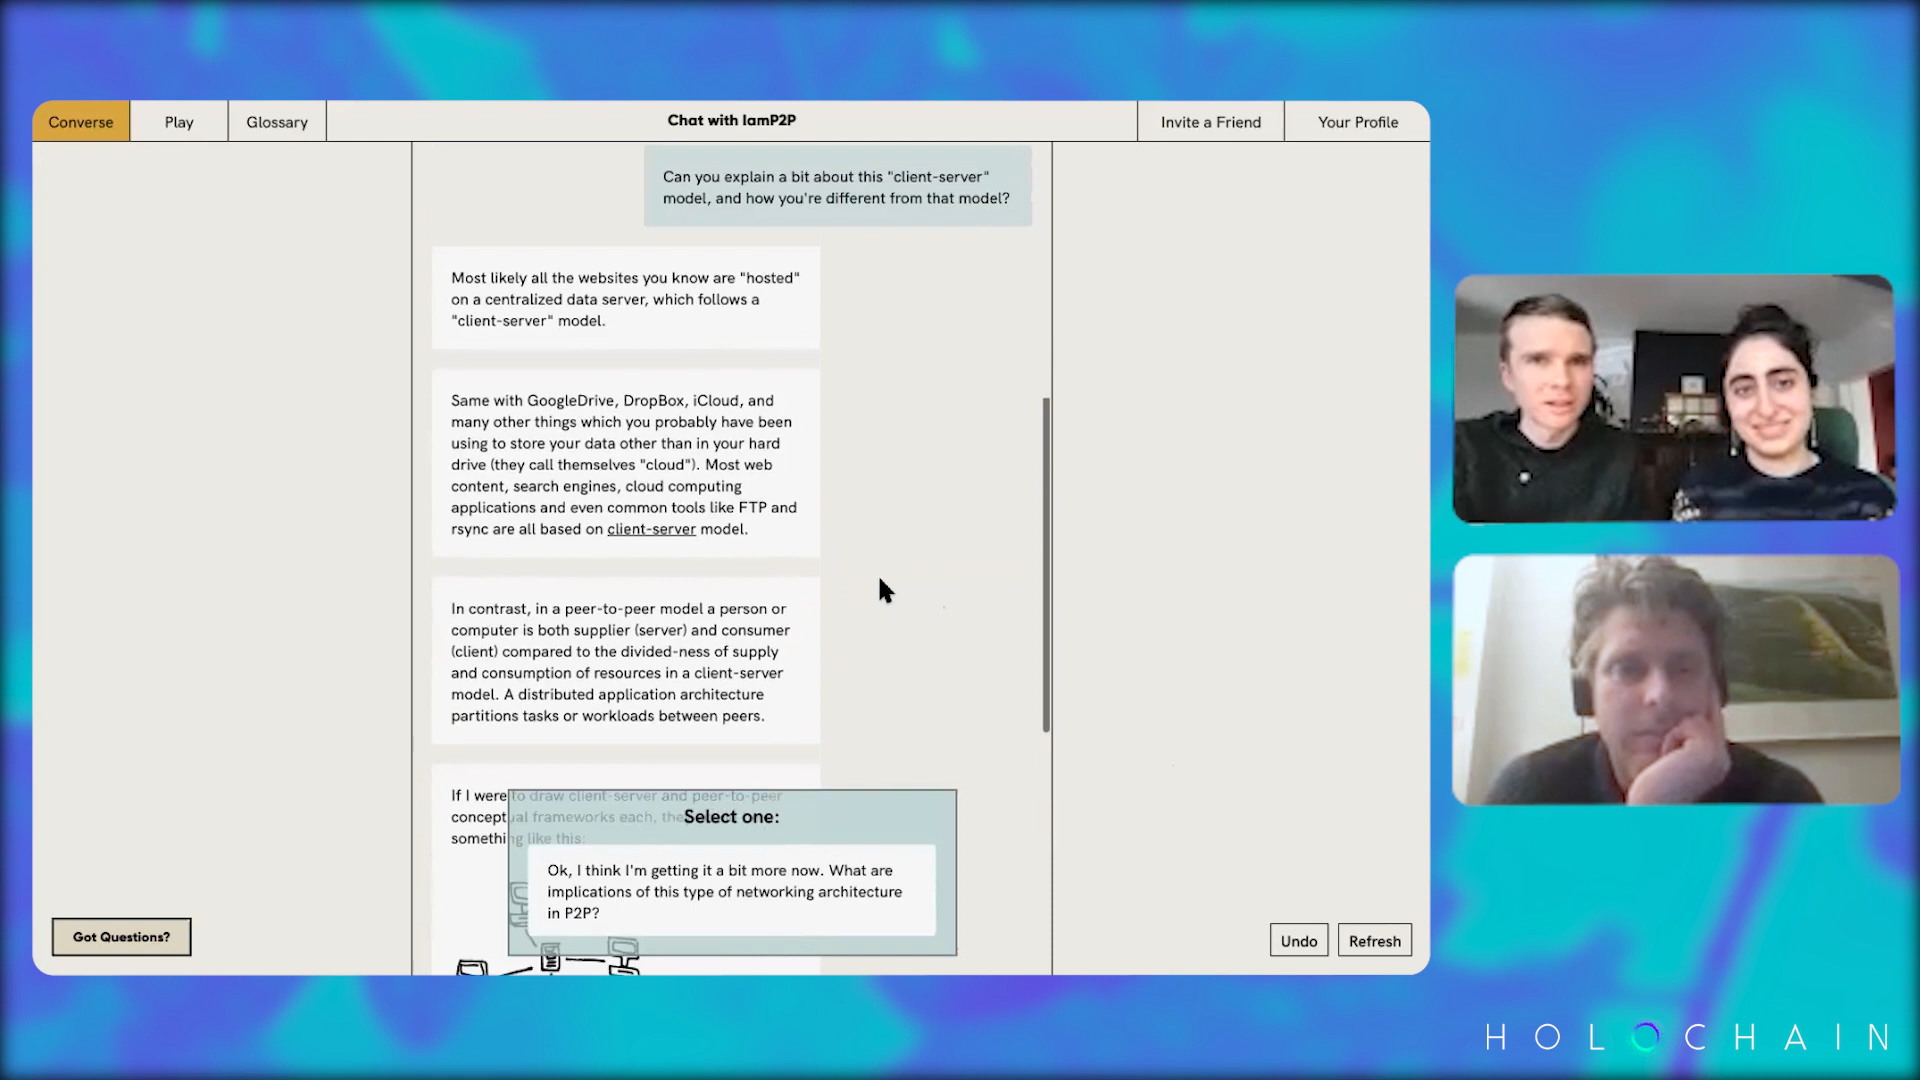 Converse
Play
Glossary
Chat with IamP2P
Invite a Friend
Your Profile
Can you explain a bit about this "client-server"
model, and how you're different from that model?
Most likely all the websites you know are "hosted"
on a centralized data server, which follows a
"client-server" model.
Same with GoogleDrive, DropBox, iCloud, and
many other things which you probably have been
using to store your data other than in your hard
drive (they call themselves "cloud"). Most web
content, search engines, cloud computing
applications and even common tools like FTP and
rsync are all based on client-server model.
In contrast, in a peer-to-peer model a person or
computer is both supplier (server) and consumer
(client) compared to the divided-ness of supply
and consumption of resources in a client-server
model. A distributed application architecture
partitions tasks or workloads between peers.
If I were to draw client-server and peer-to-peer
conceptual frameworks each, the
something like this:
Select one:
Ok, I think I'm getting it a bit more now. What are
implications of this type of networking architecture
in P2P?
Got Questions?
Undo
Refresh
HOLOCHAIN